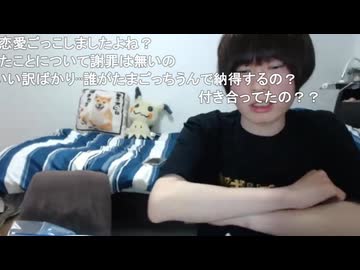 恋愛ごっこしましたよね？
たことについて謝罪は無いの
いい訳ばかり…誰がたまごっちうんで納得するの？
付き合ってたの？？